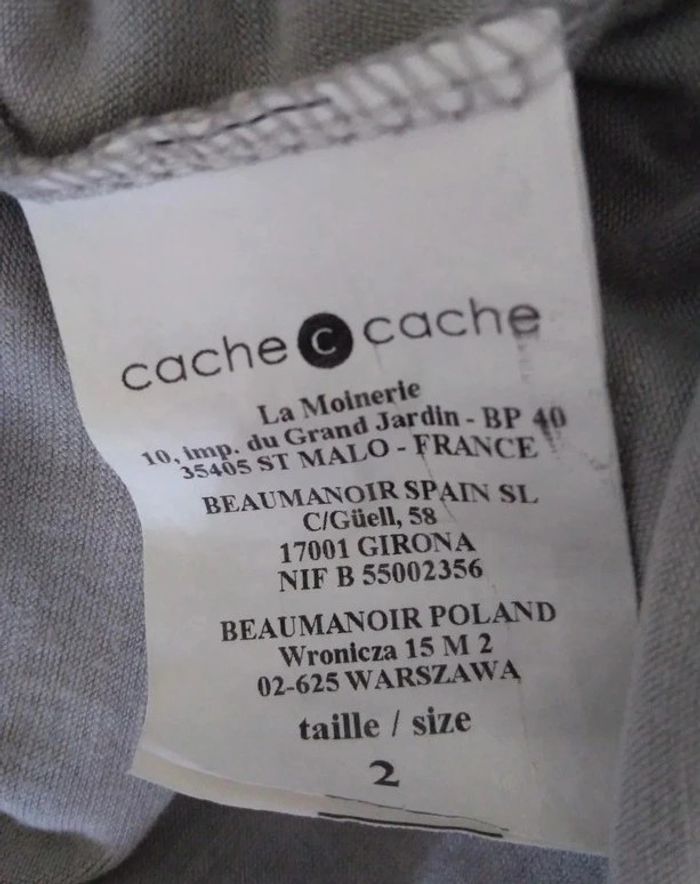 cache c cache
La Moinerie
10, imp. du Grand Jardin - BP 40
35405 ST MALO - FRANCE
BEAUMANOIR SPAIN SL
C/Güell, 58
17001 GIRONA
NIF B 55002356
BEAUMANOIR POLAND
Wronicza 15 M 2
02-625 WARSZAWA
taille / size
2